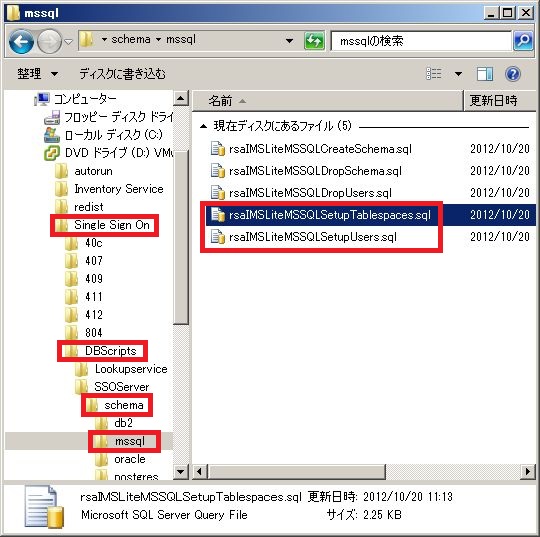 mssql
schema mssql
mssqlの検索
整理 ディスクに書き込む
コンピューター
フロッピー ディスク ドライ
ローカル ディスク (C:)
DVD ドライブ (D:) VMw
autorun
Inventory Service
redist
Single Sign On
40c
407
409
411
412
804
DBScripts
Lookupservice
SSOServer
schema
db2
mssql
oracle
postgres
名前 更新日時
現在ディスクにあるファイル (5)
rsaIMSLiteMSSQLCreateSchema.sql 2012/10/20
rsaIMSLiteMSSQLDropSchema.sql 2012/10/20
rsaIMSLiteMSSQLDropUsers.sql 2012/10/20
rsaIMSLiteMSSQLSetupTablespaces.sql 2012/10/20
rsaIMSLiteMSSQLSetupUsers.sql 2012/10/20
rsaIMSLiteMSSQLSetupTablespaces.sql 更新日時: 2012/10/20 11:13
Microsoft SQL Server Query File サイズ: 2.25 KB